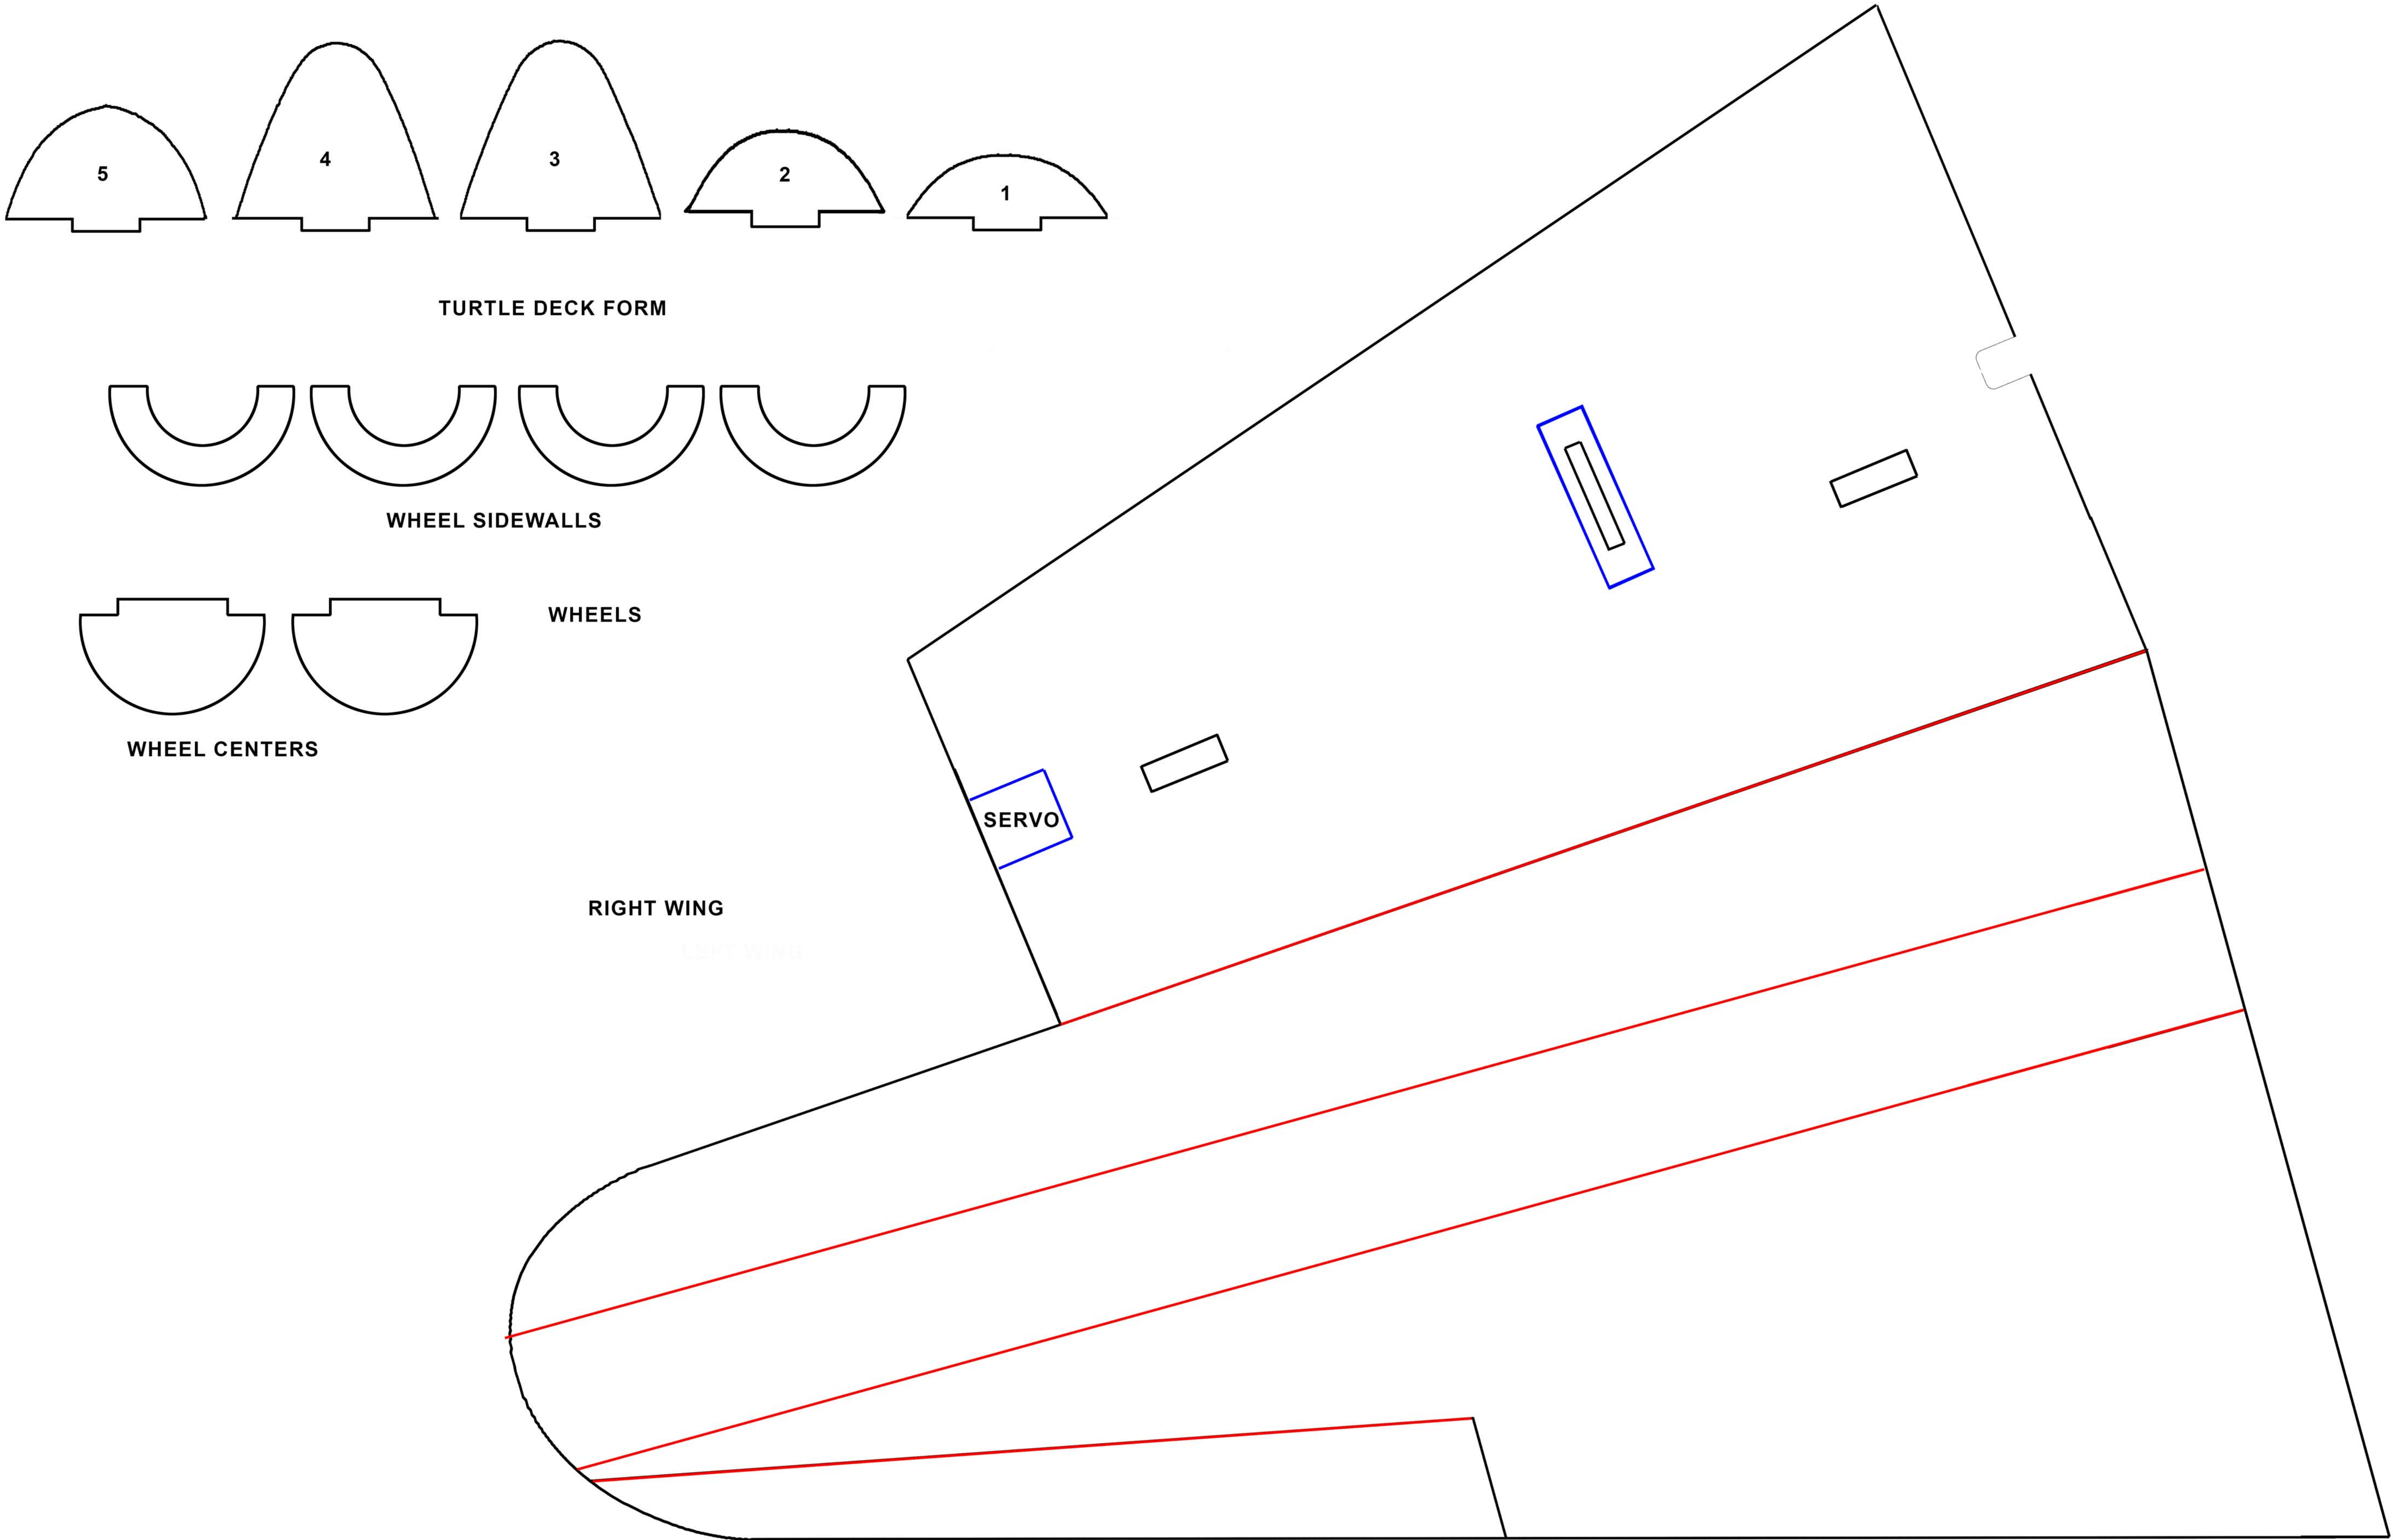 5
4
3
2
1
TURTLE DECK FORM
WHEEL SIDEWALLS
WHEELS
WHEEL CENTERS
SERVO
RIGHT WING